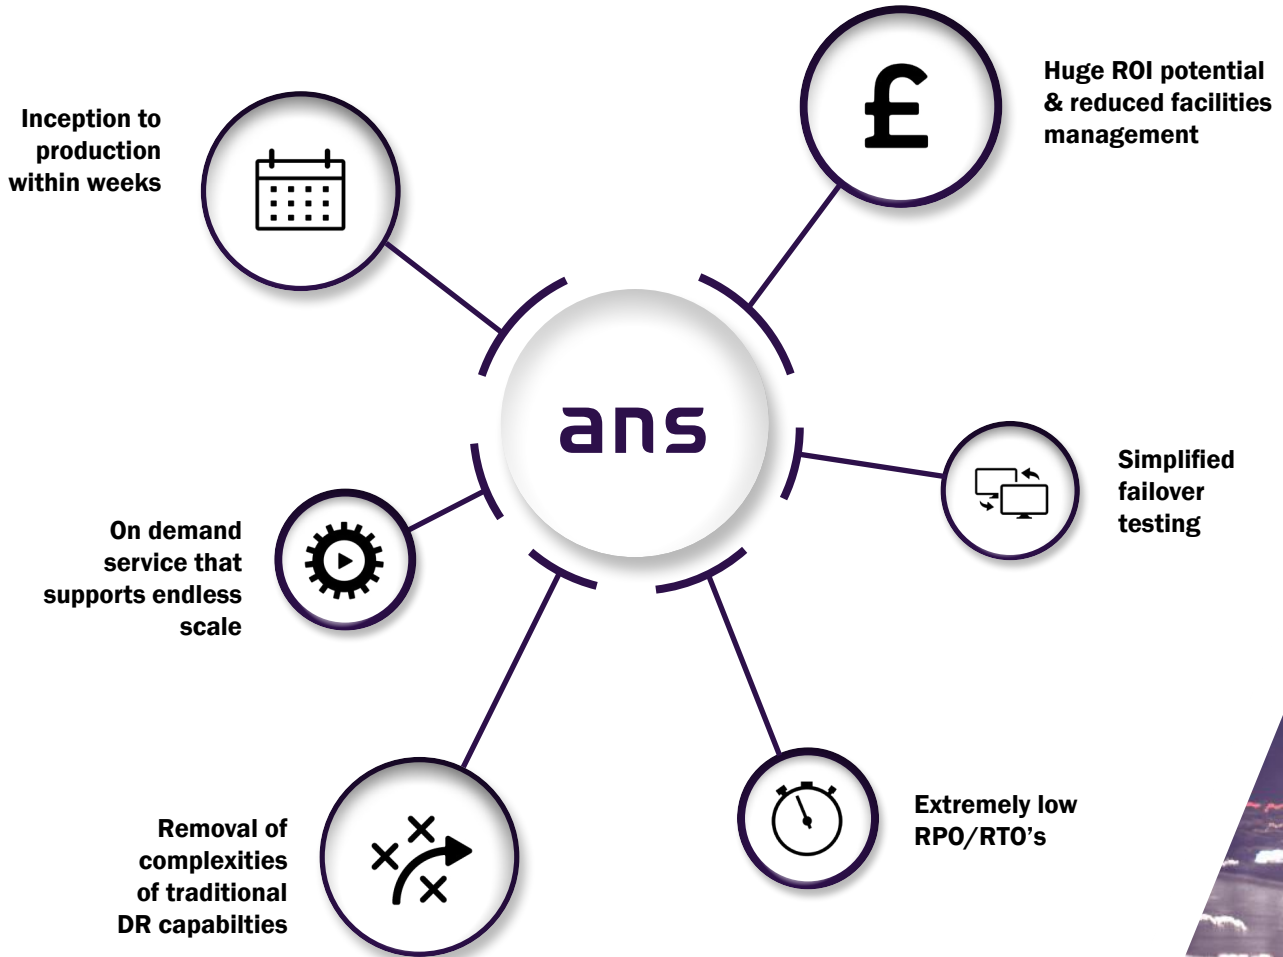 Inception to
production
within weeks
£
Huge ROI potential
& reduced facilities
management
ans
Simplified
failover
testing
On demand
service that
supports endless
scale
Extremely low
RPO/RTO's
Removal of
complexities
of traditional
DR capabilties